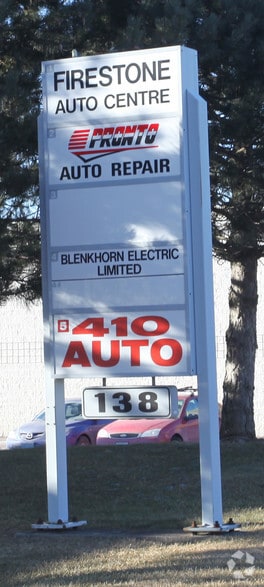 FIRESTONE
AUTO CENTRE
PRONTO
AUTO REPAIR
BLENKHORN ELECTRIC
LIMITED
5 410
AUTO
138